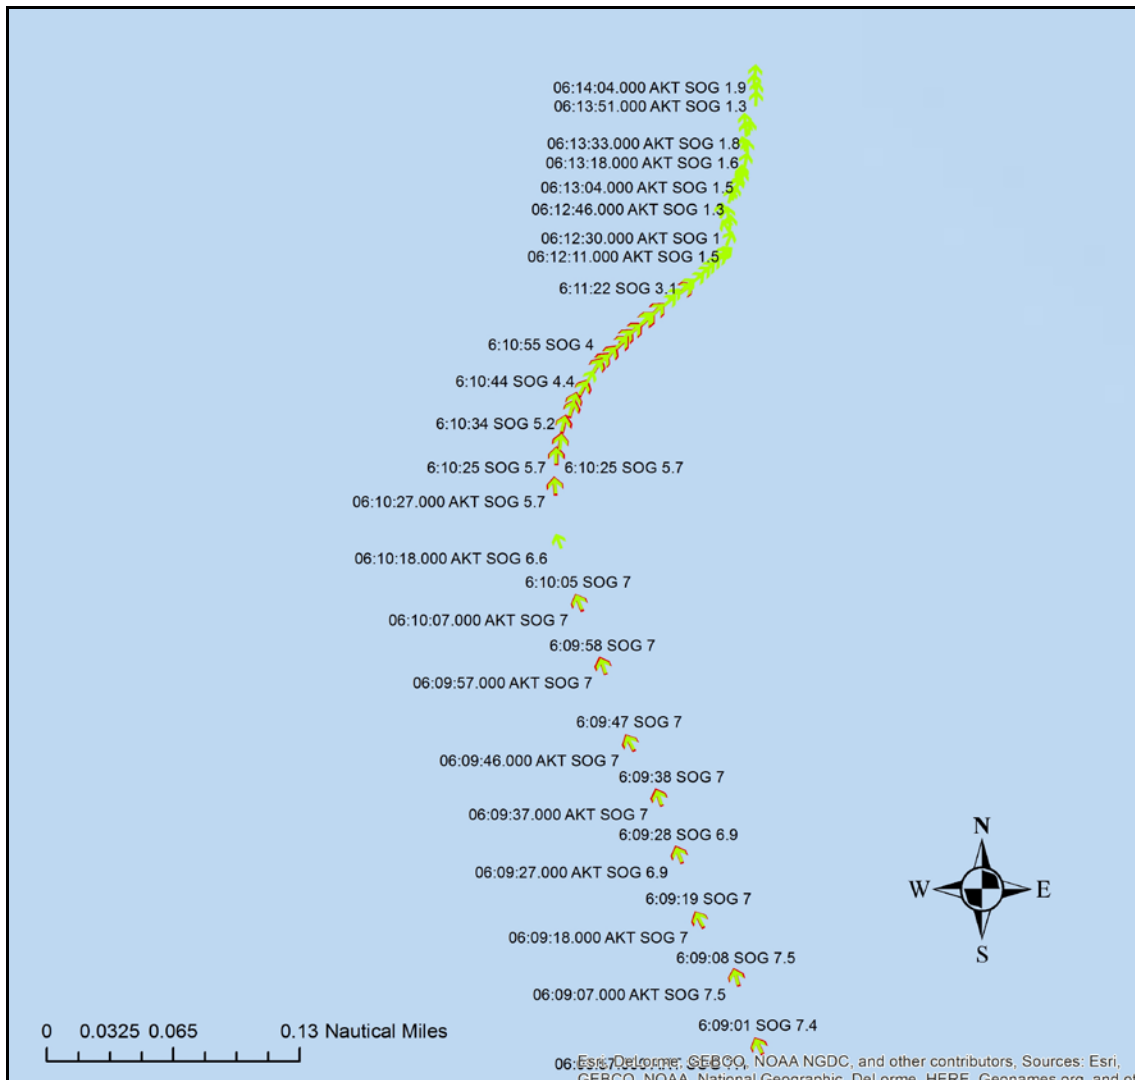 06:14:04.000 AKT SOG 1.9
06:13:51.000 AKT SOG 1.3
06:13:33.000 AKT SOG 1.8
06:13:18.000 AKT SOG 1.6
06:13:04.000 AKT SOG 1.5
06:12:46.000 AKT SOG 1.3
06:12:30.000 AKT SOG 1
06:12:11.000 AKT SOG 1.5
6:11:22 SOG 3.1
6:10:55 SOG 4
6:10:44 SOG 4.4
6:10:34 SOG 5.2
6:10:25 SOG 5.7 6:10:25 SOG 5.7
06:10:27.000 AKT SOG 5.7
06:10:18.000 AKT SOG 6.6
6:10:05 SOG 7
06:10:07.000 AKT SOG 7
6:09:58 SOG 7
06:09:57.000 AKT SOG 7
6:09:47 SOG 7
06:09:46.000 AKT SOG 7
6:09:38 SOG 7
06:09:37.000 AKT SOG 7
6:09:28 SOG 6.9
06:09:27.000 AKT SOG 6.9
6:09:19 SOG 7
06:09:18.000 AKT SOG 7
6:09:08 SOG 7.5
06:09:07.000 AKT SOG 7.5
6:09:01 SOG 7.4
N
W E
S
0 0.0325 0.065 0.13 Nautical Miles
Esri, DeLorme, GEBCO, NOAA NGDC, and other contributors, Sources: Esri,
GEBCO, NOAA, National Geographic, DeLorme, HERE, Geonames.org, and